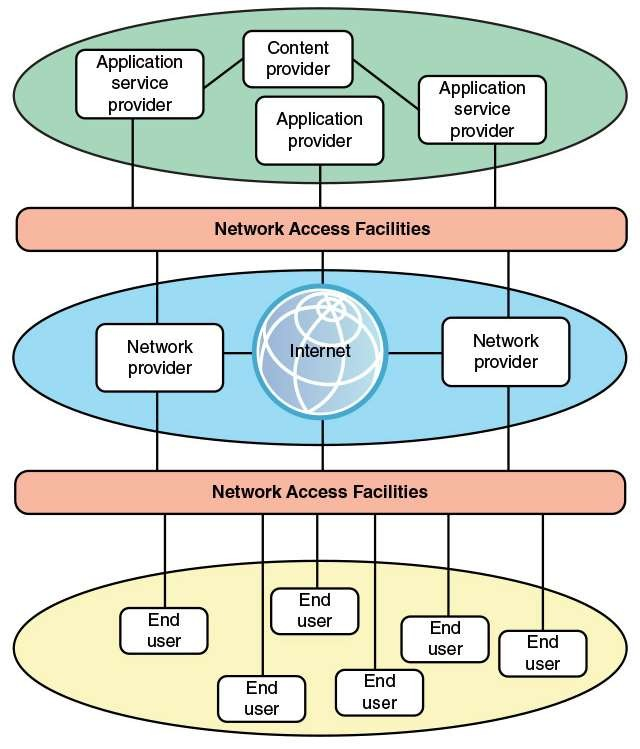 Application
service
provider
Content
provider
Application
provider
Application
service
provider
Network Access Facilities
Network
provider
Internet
Network
provider
Network Access Facilities
End
user
End
user
End
user
End
user
End
user
End
user